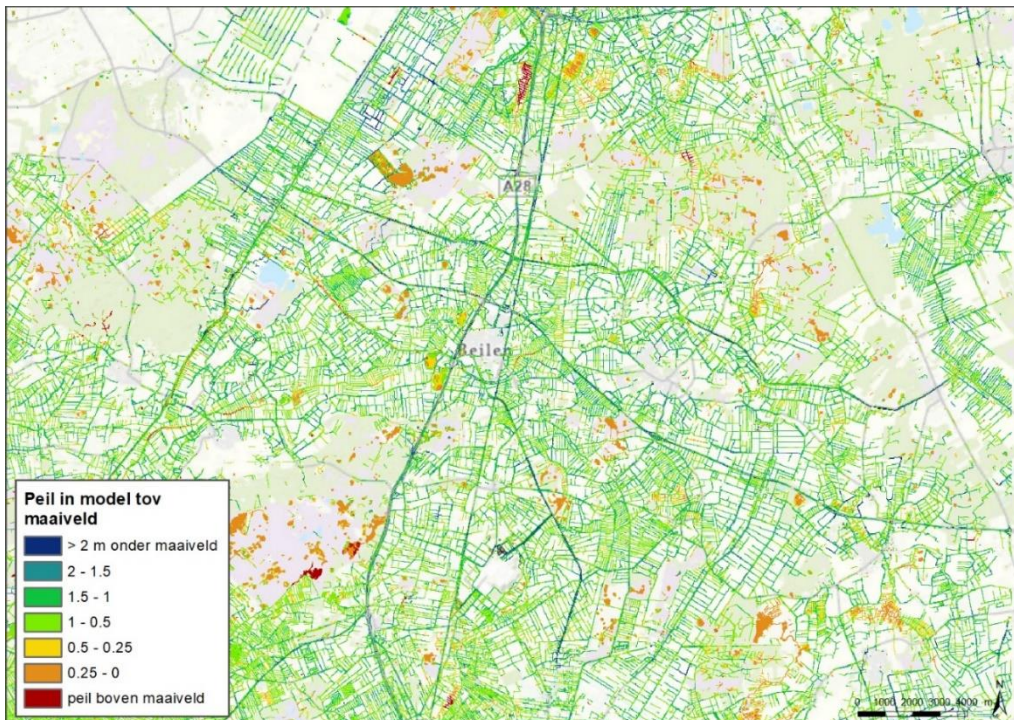 A28
Beilen
Peil in model tov
maaiveld
> 2 m onder maaiveld
2 - 1.5
1.5 - 1
1 - 0.5
0.5 - 0.25
0.25 - 0
peil boven maaiveld
N
0 1000 2000 3000 4000 m